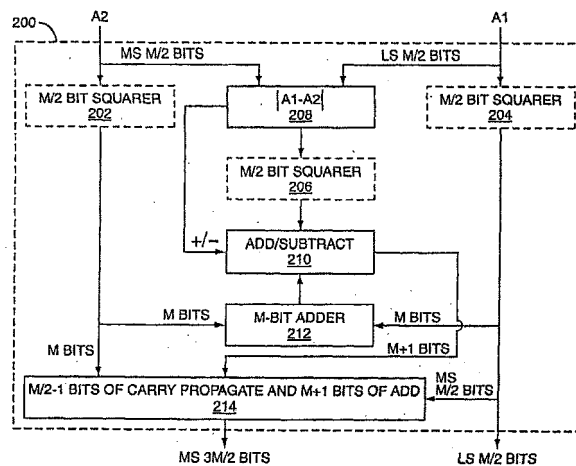 200
A2
A1
MS M/2 BITS
LS M/2 BITS
M/2 BIT SQUARER
202
|A1-A2|
208
M/2 BIT SQUARER
204
M/2 BIT SQUARER
206
+/-
ADD/SUBTRACT
210
M BITS
M-BIT ADDER
212
M BITS
M BITS
M+1 BITS
M/2-1 BITS OF CARRY PROPAGATE AND M+1 BITS OF ADD
214
MS
M/2 BITS
MS 3M/2 BITS
LS M/2 BITS